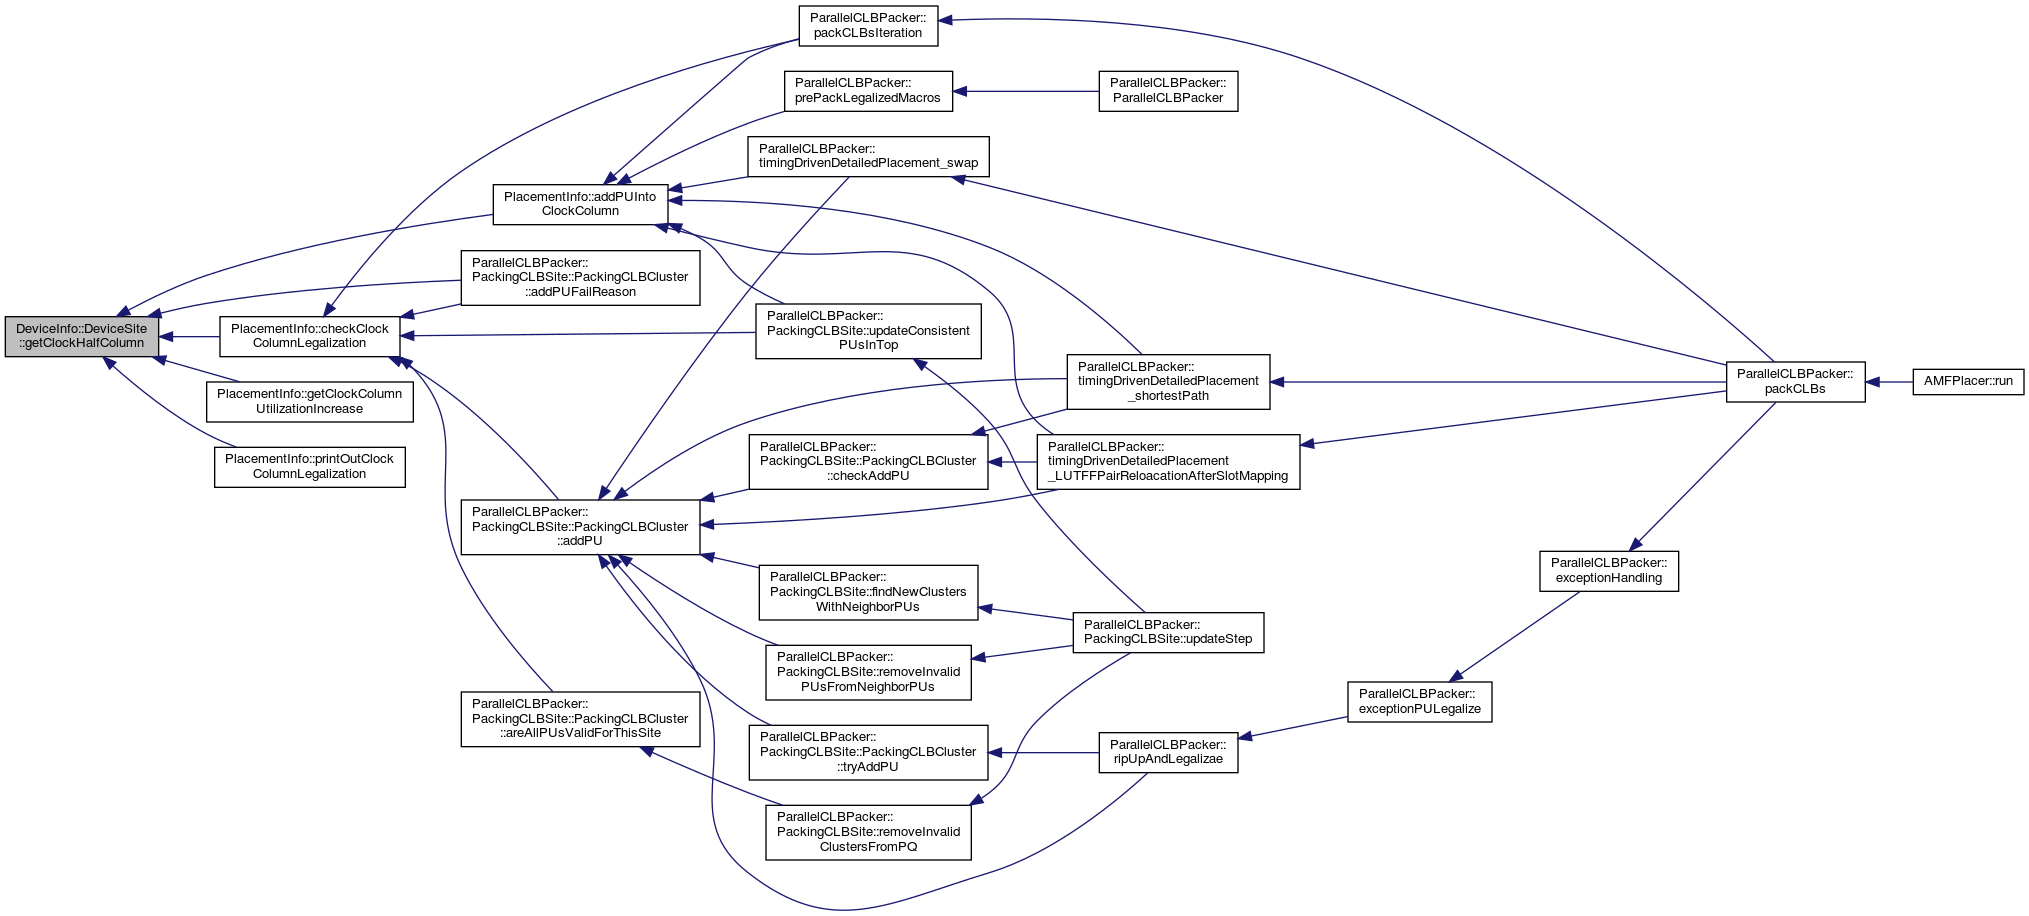 ParallelCLBPacker::
packCLBsIteration
ParallelCLBPacker::
prePackLegalizedMacros
ParallelCLBPacker::
ParallelCLBPacker
ParallelCLBPacker::
timingDrivenDetailedPlacement_swap
PlacementInfo::addPUInto
ClockColumn
ParallelCLBPacker::
PackingCLBSite::PackingCLBCluster
::addPUFailReason
DeviceInfo::DeviceSite
::getClockHalfColumn
PlacementInfo::checkClock
ColumnLegalization
ParallelCLBPacker::
PackingCLBSite::updateConsistent
PUsInTop
PlacementInfo::getClockColumn
UtilizationIncrease
ParallelCLBPacker::
timingDrivenDetailedPlacement
_shortestPath
ParallelCLBPacker::
packCLBs
AMFPlacer::run
PlacementInfo::printOutClock
ColumnLegalization
ParallelCLBPacker::
PackingCLBSite::PackingCLBCluster
::checkAddPU
ParallelCLBPacker::
timingDrivenDetailedPlacement
_LUTFFPairReloacationAfterSlotMapping
ParallelCLBPacker::
PackingCLBSite::PackingCLBCluster
::addPU
ParallelCLBPacker::
PackingCLBSite::findNewClusters
WithNeighborPUs
ParallelCLBPacker::
exceptionHandling
ParallelCLBPacker::
PackingCLBSite::updateStep
ParallelCLBPacker::
PackingCLBSite::removeInvalid
PUsFromNeighborPUs
ParallelCLBPacker::
exceptionPULegalize
ParallelCLBPacker::
PackingCLBSite::PackingCLBCluster
::areAllPUsValidForThisSite
ParallelCLBPacker::
PackingCLBSite::PackingCLBCluster
::tryAddPU
ParallelCLBPacker::
ripUpAndLegalizae
ParallelCLBPacker::
PackingCLBSite::removeInvalid
ClustersFromPQ